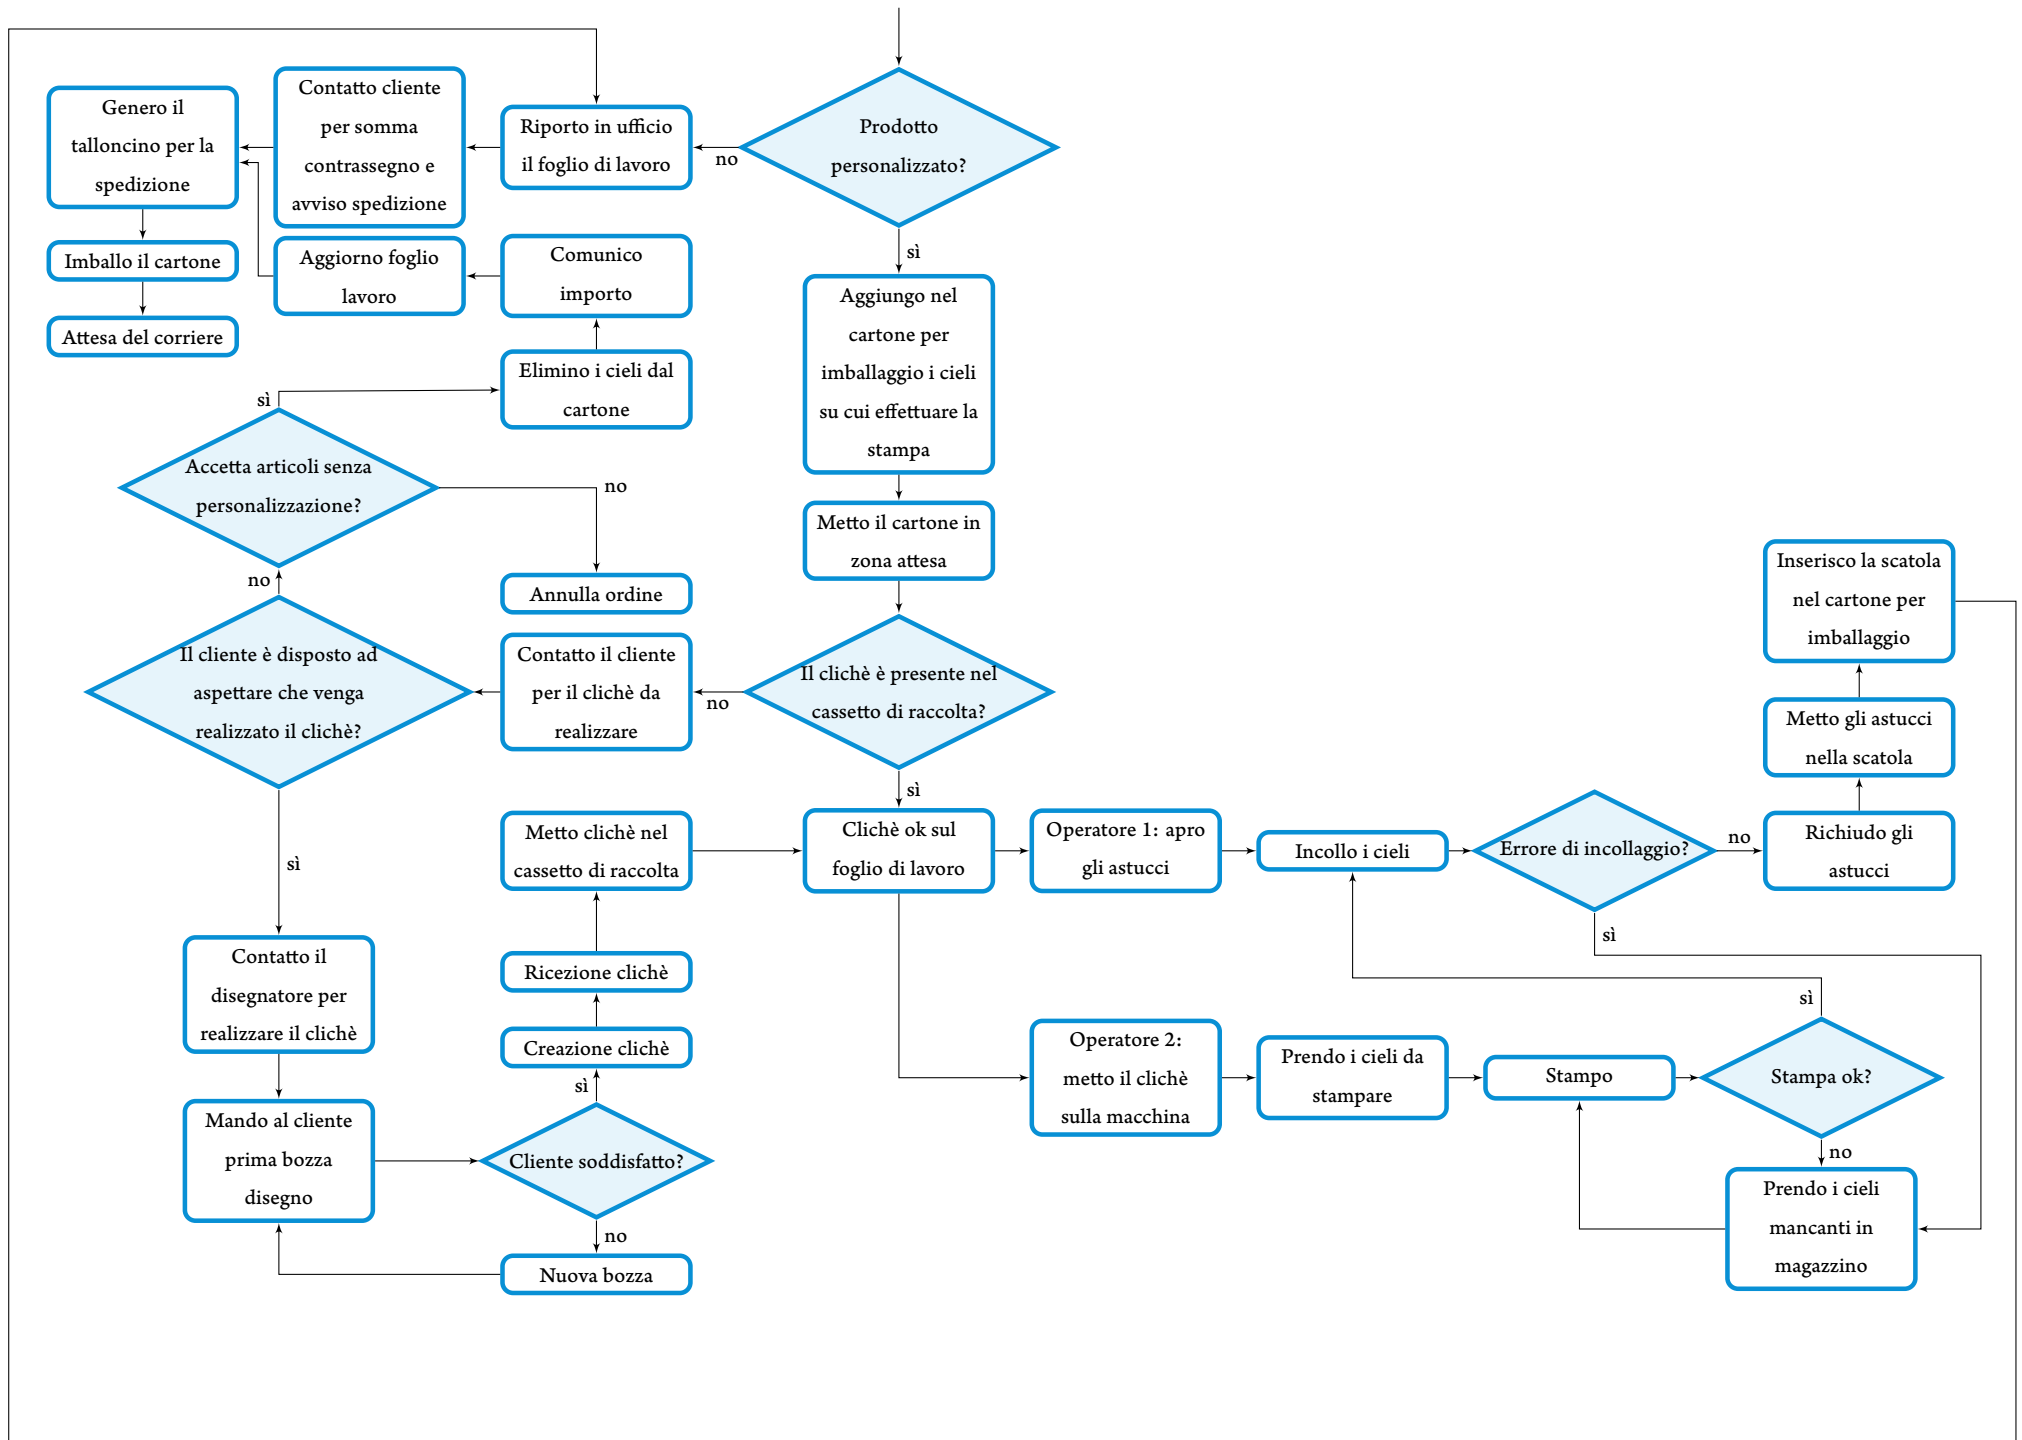 Prodotto
personalizzato?
no
sì
Riporto in ufficio
il foglio di lavoro
Contatto cliente
per somma
contrassegno e
avviso spedizione
Genero il
talloncino per la
spedizione
Imballo il cartone
Attesa del corriere
Aggiorno foglio
lavoro
Comunico
importo
Elimino i cieli dal
cartone
sì
Accetta articoli senza
personalizzazione?
no
Annulla ordine
no
Il cliente è disposto ad
aspettare che venga
realizzato il clichè?
sì
Contatto il cliente
per il clichè da
realizzare
no
Aggiungo nel
cartone per
imballaggio i cieli
su cui effettuare la
stampa
Metto il cartone in
zona attesa
Il clichè è presente nel
cassetto di raccolta?
sì
Clichè ok sul
foglio di lavoro
Metto clichè nel
cassetto di raccolta
Ricezione clichè
Creazione clichè
sì
Cliente soddisfatto?
no
Nuova bozza
Contatto il
disegnatore per
realizzare il clichè
Mando al cliente
prima bozza
disegno
Operatore 1: apro
gli astucci
Incollo i cieli
Errore di incollaggio?
no
sì
Richiudo gli
astucci
Metto gli astucci
nella scatola
Inserisco la scatola
nel cartone per
imballaggio
Operatore 2:
metto il clichè
sulla macchina
Prendo i cieli da
stampare
Stampo
Stampa ok?
sì
no
Prendo i cieli
mancanti in
magazzino